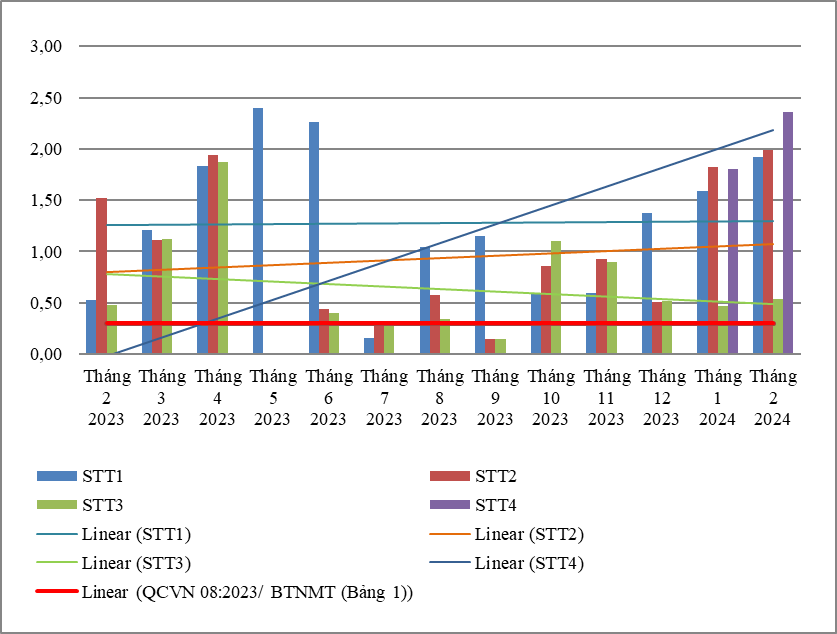 3,00
2,50
2,00
1,50
1,00
0,50
0,00
Tháng Tháng Tháng Tháng Tháng Tháng Tháng Tháng Tháng Tháng Tháng Tháng Tháng
2 3 4 5 6 7 8 9 10 11 12 1 2
2023 2023 2023 2023 2023 2023 2023 2023 2023 2023 2023 2024 2024
STT1 STT2
STT3 STT4
Linear (STT1) Linear (STT2)
Linear (STT3) Linear (STT4)
Linear (QCVN 08:2023/ BTNMT (Bảng 1))